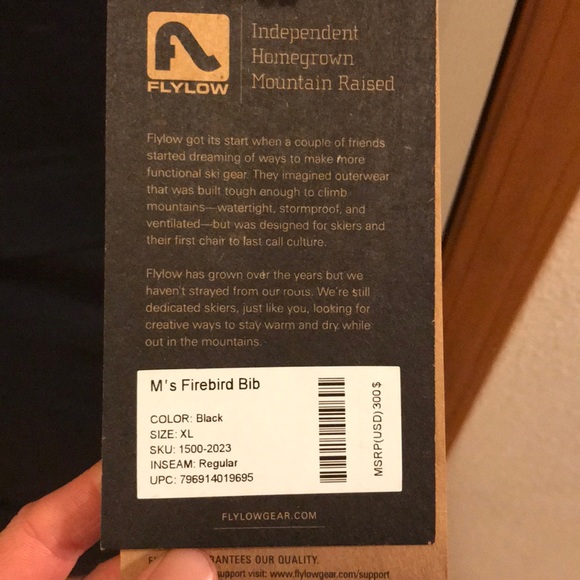 FLYLOW
Independent
Homegrown
Mountain Raised
Flylow got its start when a couple of friends
started dreaming of ways to make more
functional ski gear. They imagined outerwear
that was built tough enough to climb
mountains—watertight, stormproof, and
ventilated—but was designed for skiers and
their first chair to last call culture.
Flylow has grown over the years but we
haven't strayed from our roots. We're still
dedicated skiers, just like you, looking for
creative ways to stay warm and dry while
out in the mountains.
M's Firebird Bib
COLOR: Black
SIZE: XL
SKU: 1500-2023
INSEAM: Regular
UPC: 796914019695
MSRP(USD) 300$
FLYLOWGEAR.COM
OUR QUALITY.
support visit: www.flylowgear.com/support